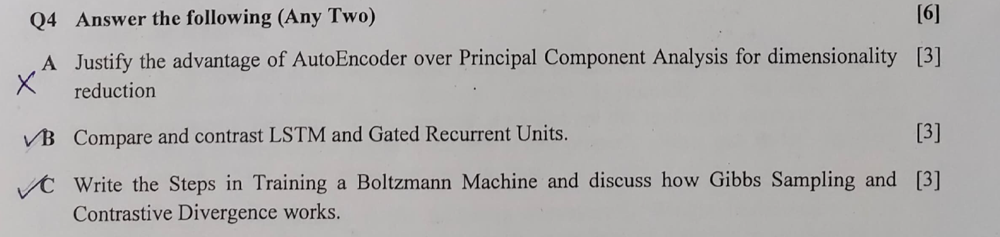 Q4 Answer the following (Any Two) [6]
A Justify the advantage of AutoEncoder over Principal Component Analysis for dimensionality [3]
reduction
B Compare and contrast LSTM and Gated Recurrent Units. [3]
C Write the Steps in Training a Boltzmann Machine and discuss how Gibbs Sampling and [3]
Contrastive Divergence works.